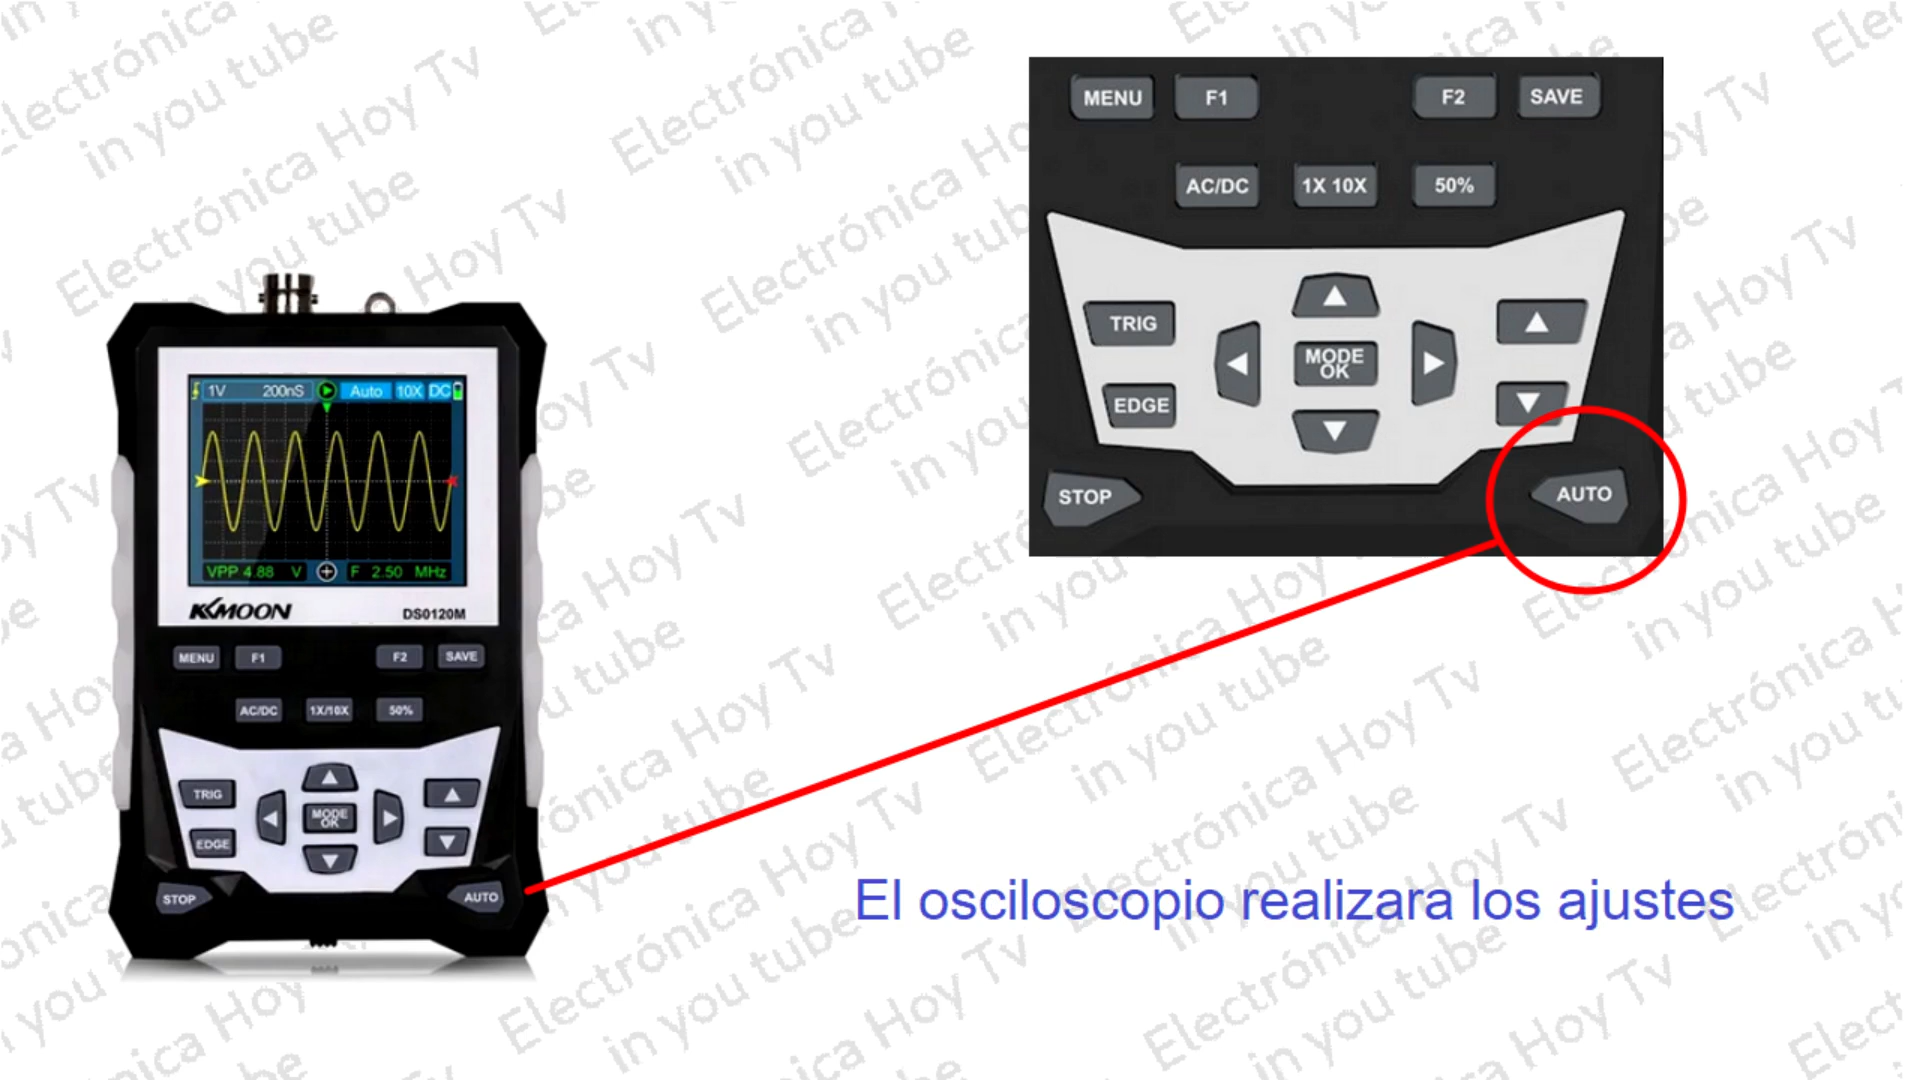 MENU F1 F2 SAVE
AC/DC 1X 10X 50%
TRIG
MODE
OK
EDGE
STOP AUTO
1V 200nS Auto 10X DC
VPP 4.88 V F 2.50 MHz
KKMOON DS0120M
MENU F1 F2 SAVE
AC/DC 1X/10X 50%
TRIG
MODE
OK
EDGE
STOP AUTO
El osciloscopio realizara los ajustes
Electrónica Hoy Tv
in you tube